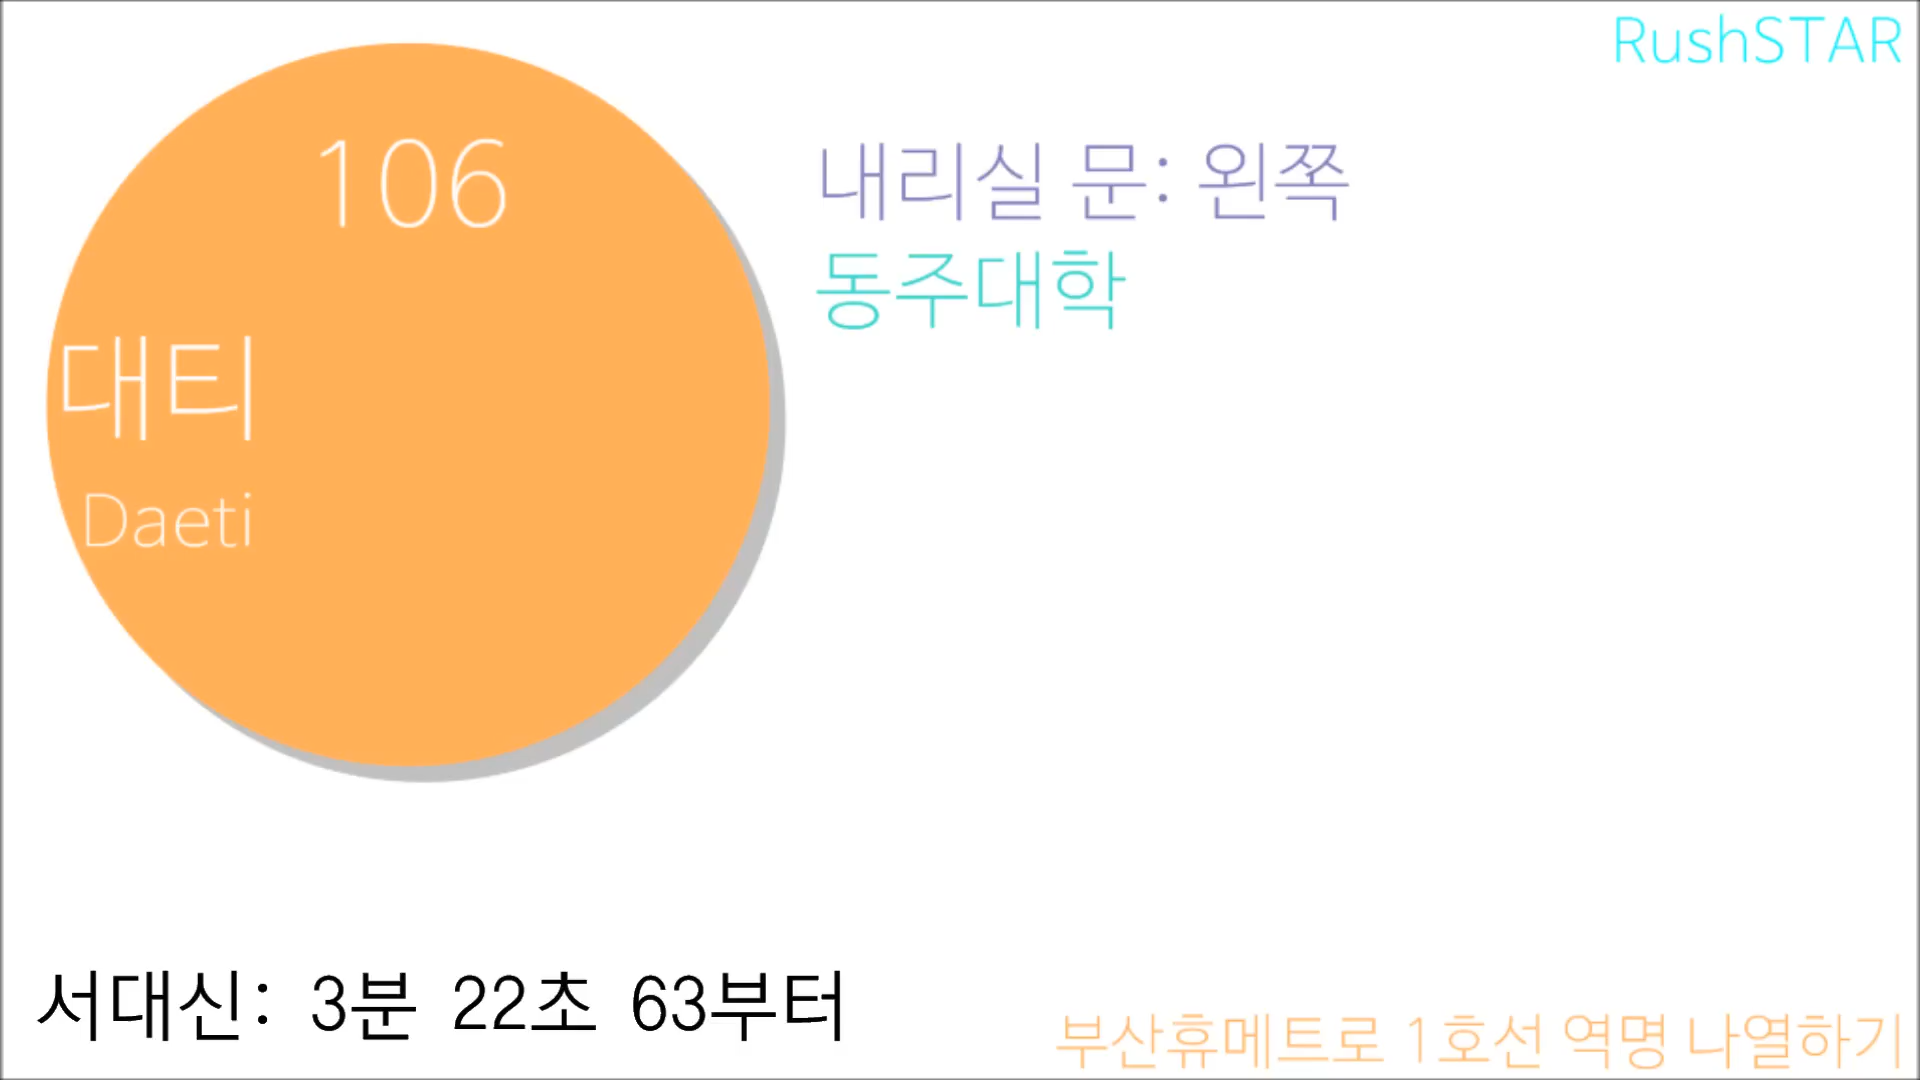 RushSTAR
106
대티
Daeti
내리실 문: 왼쪽
동주대학
서대신: 3분 22초 63부터
부산휴메트로 1호선 역명 나열하기